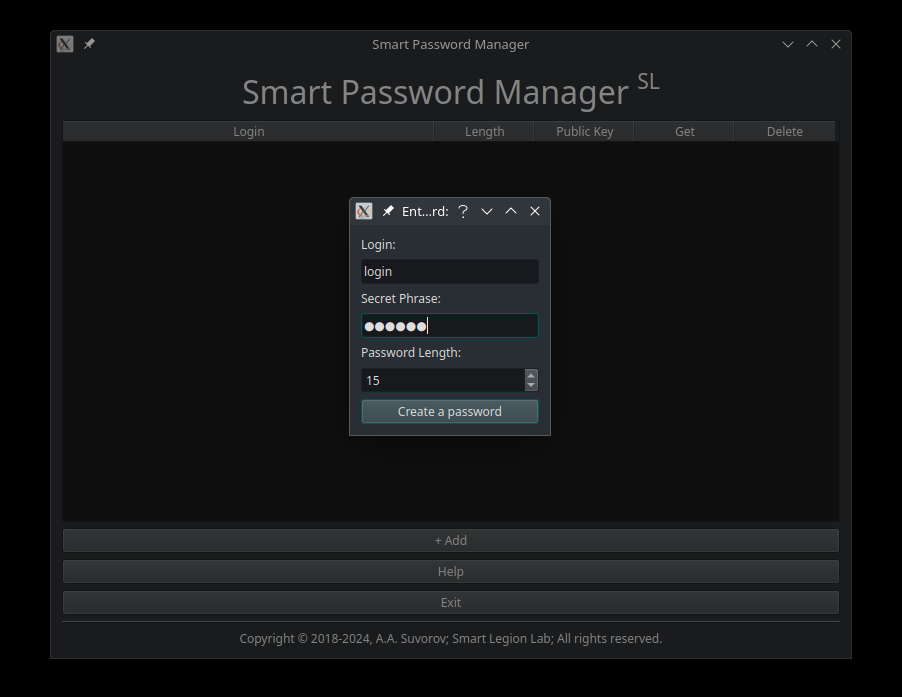 Smart Password Manager
Smart Password Manager SL
Login Length Public Key Get Delete
Ent...rd: ?
Login:
login
Secret Phrase:
●●●●●●
Password Length:
15
Create a password
+ Add
Help
Exit
Copyright © 2018-2024, A.A. Suvorov; Smart Legion Lab; All rights reserved.